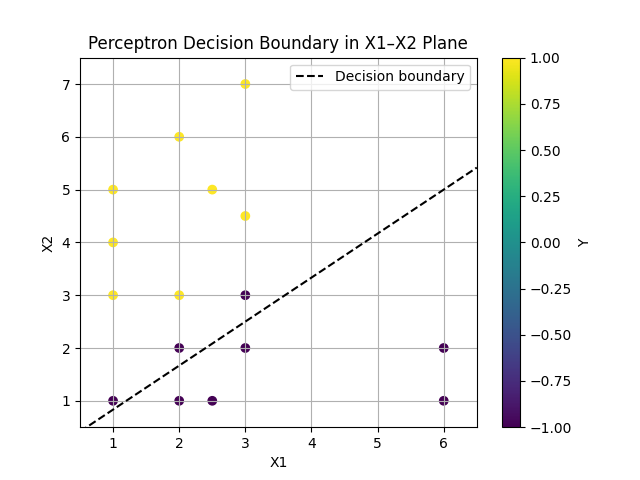 Perceptron Decision Boundary in X1–X2 Plane
Decision boundary
7
6
5
4
3
2
1
X2
1 2 3 4 5 6
X1
1.00
0.75
0.50
0.25
0.00
−0.25
−0.50
−0.75
−1.00
Y